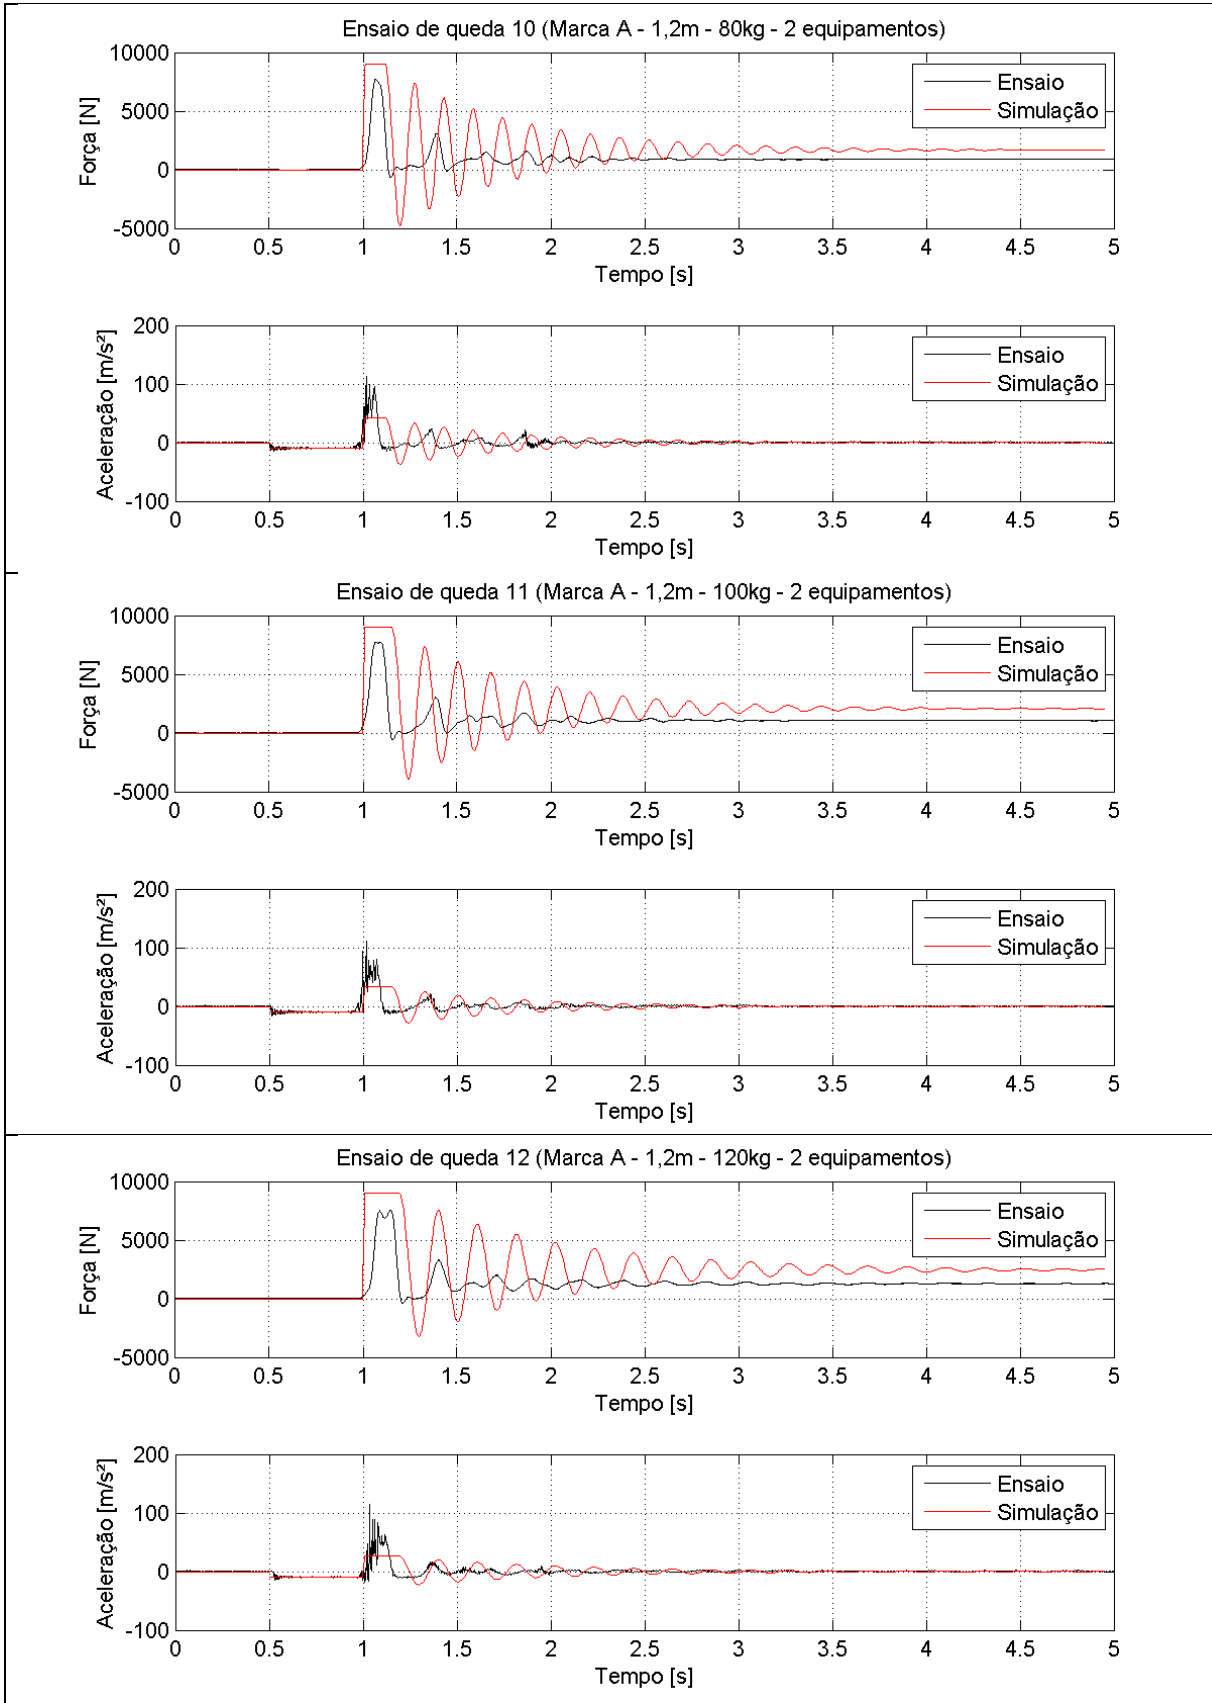 Ensaio de queda 10 (Marca A - 1,2m - 80kg - 2 equipamentos)
10000
5000
0
-5000
Força [N]
Ensaio
Simulação
0 0.5 1 1.5 2 2.5 3 3.5 4 4.5 5
Tempo [s]
200
100
0
-100
Aceleração [m/s²]
Ensaio
Simulação
0 0.5 1 1.5 2 2.5 3 3.5 4 4.5 5
Tempo [s]
Ensaio de queda 11 (Marca A - 1,2m - 100kg - 2 equipamentos)
10000
5000
0
-5000
Força [N]
Ensaio
Simulação
0 0.5 1 1.5 2 2.5 3 3.5 4 4.5 5
Tempo [s]
200
100
0
-100
Aceleração [m/s²]
Ensaio
Simulação
0 0.5 1 1.5 2 2.5 3 3.5 4 4.5 5
Tempo [s]
Ensaio de queda 12 (Marca A - 1,2m - 120kg - 2 equipamentos)
10000
5000
0
-5000
Força [N]
Ensaio
Simulação
0 0.5 1 1.5 2 2.5 3 3.5 4 4.5 5
Tempo [s]
200
100
0
-100
Aceleração [m/s²]
Ensaio
Simulação
0 0.5 1 1.5 2 2.5 3 3.5 4 4.5 5
Tempo [s]